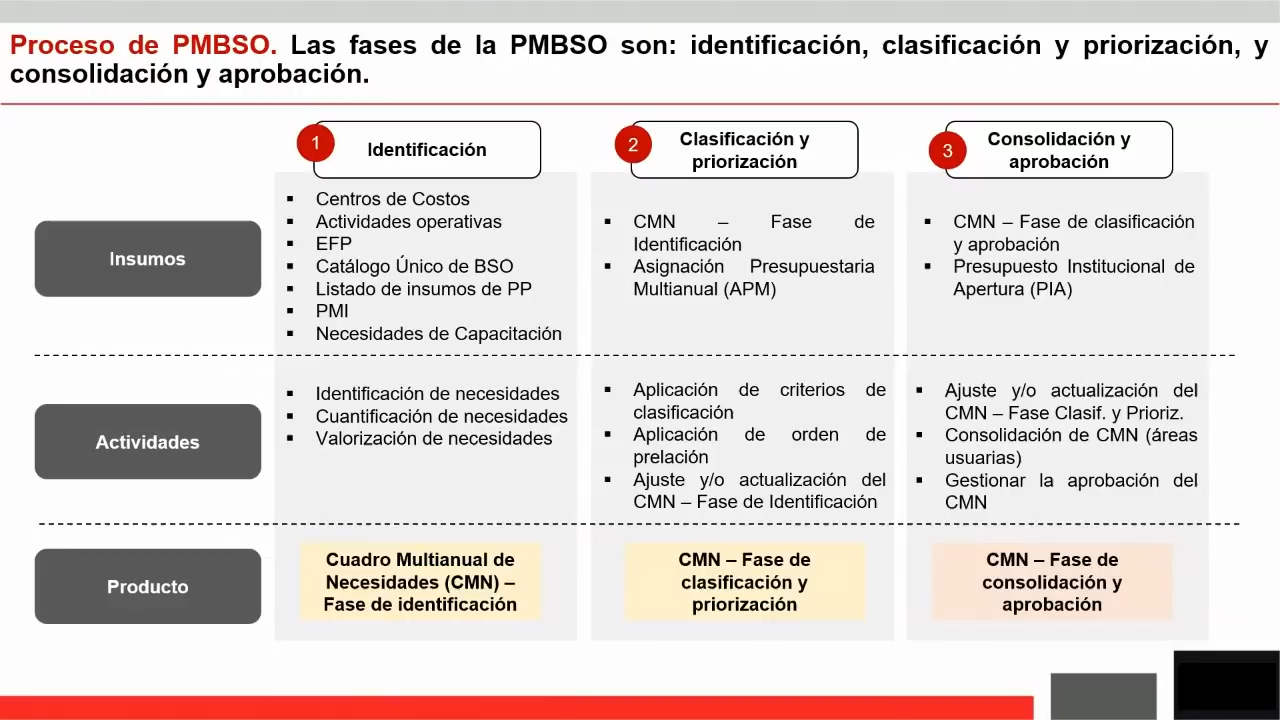 Proceso de PMBSO. Las fases de la PMBSO son: identificación, clasificación y priorización, y
consolidación y aprobación.
1
Identificación
2
Clasificación y
priorización
3
Consolidación y
aprobación
Insumos
▪ Centros de Costos
▪ Actividades operativas
▪ EFP
▪ Catálogo Único de BSO
▪ Listado de insumos de PP
▪ PMI
▪ Necesidades de Capacitación
▪ CMN – Fase de
Identificación
▪ Asignación Presupuestaria
Multianual (APM)
▪ CMN – Fase de clasificación
y aprobación
▪ Presupuesto Institucional de
Apertura (PIA)
Actividades
▪ Identificación de necesidades
▪ Cuantificación de necesidades
▪ Valorización de necesidades
▪ Aplicación de criterios de
clasificación
▪ Aplicación de orden de
prelación
▪ Ajuste y/o actualización del
CMN – Fase de Identificación
▪ Ajuste y/o actualización del
CMN – Fase Clasif. y Prioriz.
▪ Consolidación de CMN (áreas
usuarias)
▪ Gestionar la aprobación del
CMN
Producto
Cuadro Multianual de
Necesidades (CMN) –
Fase de identificación
CMN – Fase de
clasificación y
priorización
CMN – Fase de
consolidación y
aprobación